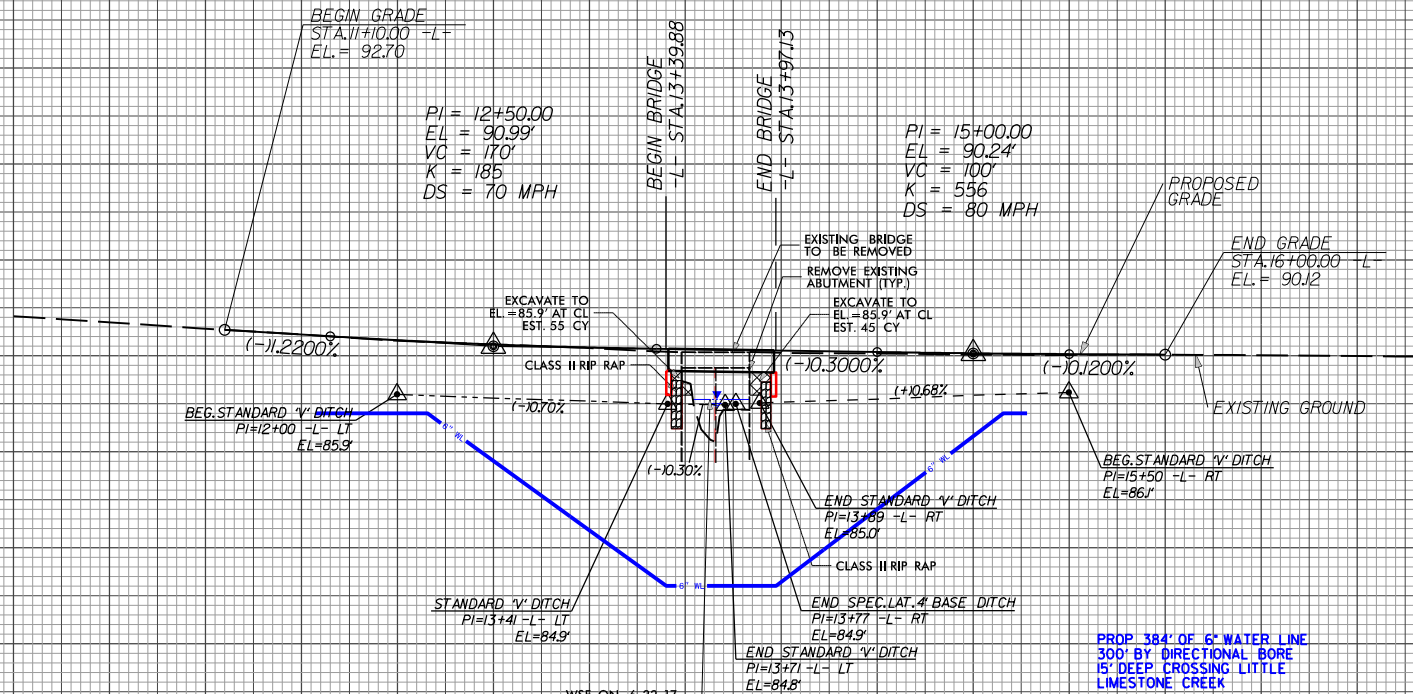 BEGIN GRADE
STA.11+10.00 -L-
EL.= 92.70
PI = 12+50.00
EL = 90.99'
VC = 170'
K = 185
DS = 70 MPH
BEGIN BRIDGE
-L- STA.13+39.88
END BRIDGE
-L- STA.13+97.13
PI = 15+00.00
EL = 90.24'
VC = 100'
K = 556
DS = 80 MPH
PROPOSED
GRADE
END GRADE
STA.16+00.00 -L-
EL.= 90.12
EXISTING BRIDGE
TO BE REMOVED
REMOVE EXISTING
ABUTMENT (TYP.)
EXCAVATE TO
EL.=85.9' AT CL
EST. 55 CY
EXCAVATE TO
EL.=85.9' AT CL
EST. 45 CY
(-)1.2200%
CLASS II RIP RAP
(-)0.3000%
(-)0.1200%
(-)0.70%
(+)0.68%
EXISTING GROUND
BEG.STANDARD 'V' DITCH
PI=12+00 -L- LT
EL=85.9'
6" WL
6" WL
(-)0.30%
BEG.STANDARD 'V' DITCH
PI=15+50 -L- RT
EL=86.1'
END STANDARD 'V' DITCH
PI=13+89 -L- RT
EL=85.0'
CLASS II RIP RAP
6" WL
STANDARD 'V' DITCH
PI=13+41 -L- LT
EL=84.9'
END SPEC.LAT.4' BASE DITCH
PI=13+77 -L- RT
EL=84.9'
END STANDARD 'V' DITCH
PI=13+71 -L- LT
EL=84.8'
PROP 384' OF 6" WATER LINE
300' BY DIRECTIONAL BORE
15' DEEP CROSSING LITTLE
LIMESTONE CREEK